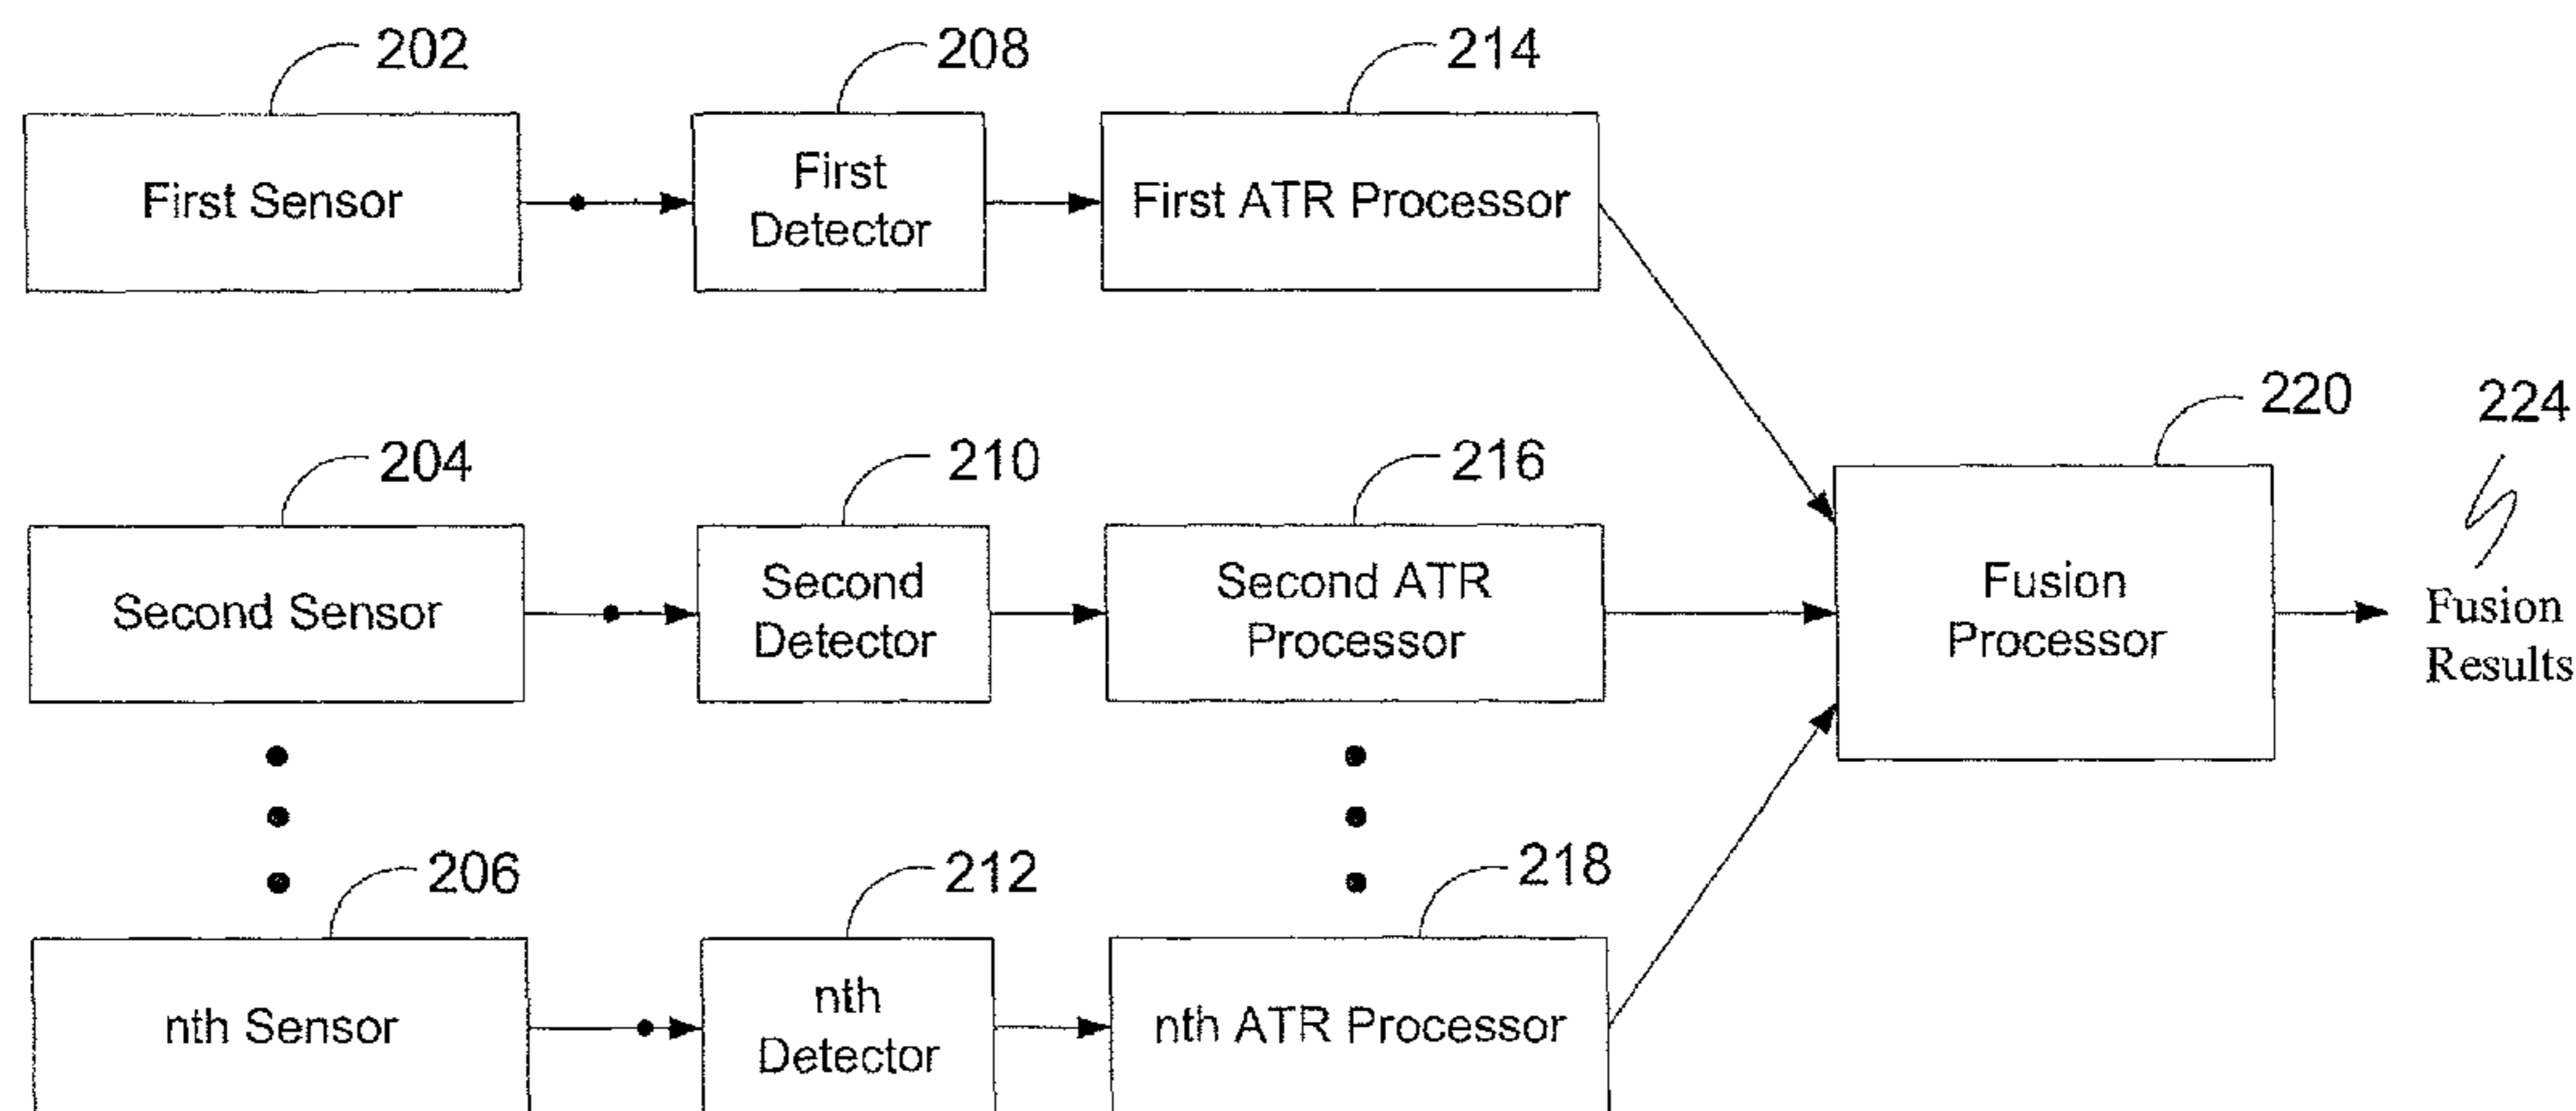 202
208
214
First Sensor
First
Detector
First ATR Processor
220
224
204
210
216
Second Sensor
Second
Detector
Second ATR
Processor
Fusion
Processor
Fusion
Results
206
212
218
nth Sensor
nth
Detector
nth ATR Processor